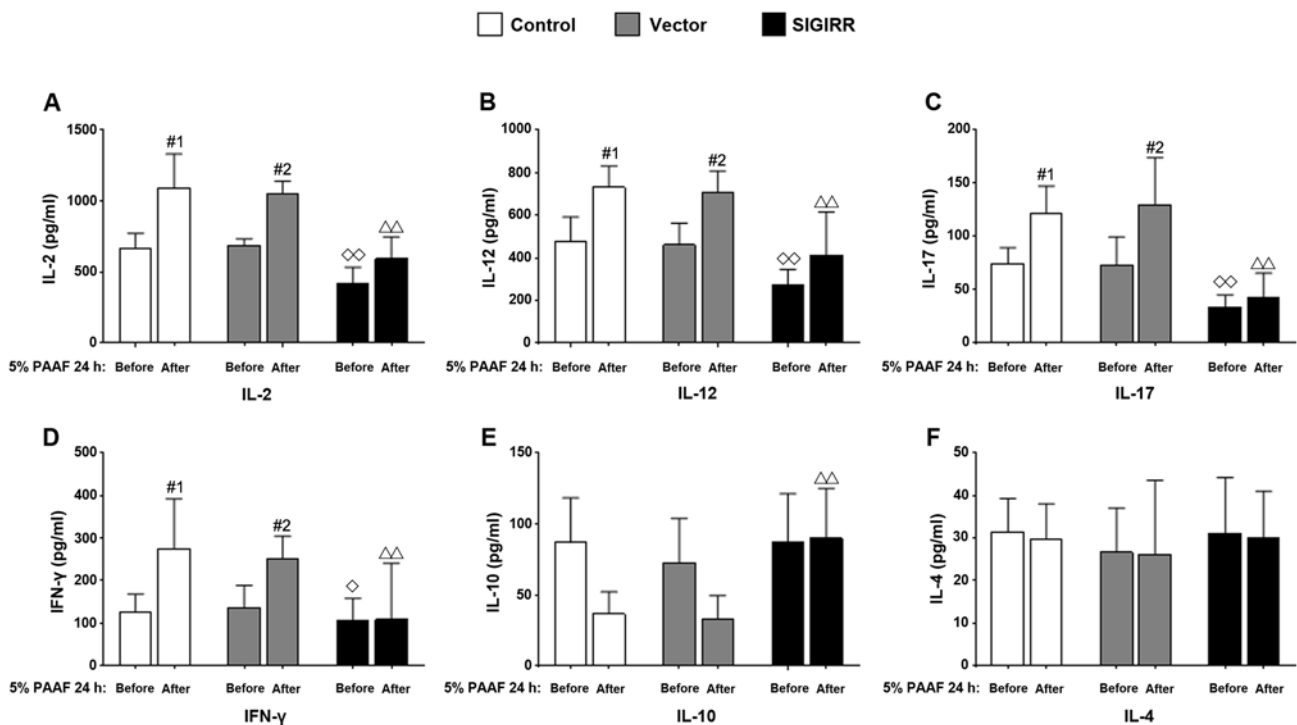 Control Vector SIGIRR
A
1500
1000
500
0
IL-2 (pg/ml)
#1
#2
◇◇
△△
5% PAAF 24 h: Before After Before After Before After
IL-2
B
1000
800
600
400
200
0
IL-12 (pg/ml)
#1
#2
◇◇
△△
5% PAAF 24 h: Before After Before After Before After
IL-12
C
200
150
100
50
0
IL-17 (pg/ml)
#1
#2
◇◇
△△
5% PAAF 24 h: Before After Before After Before After
IL-17
D
500
400
300
200
100
0
IFN-γ (pg/ml)
#1
#2
◇
△△
5% PAAF 24 h: Before After Before After Before After
IFN-γ
E
150
100
50
0
IL-10 (pg/ml)
△△
5% PAAF 24 h: Before After Before After Before After
IL-10
F
50
40
30
20
10
0
IL-4 (pg/ml)
5% PAAF 24 h: Before After Before After Before After
IL-4